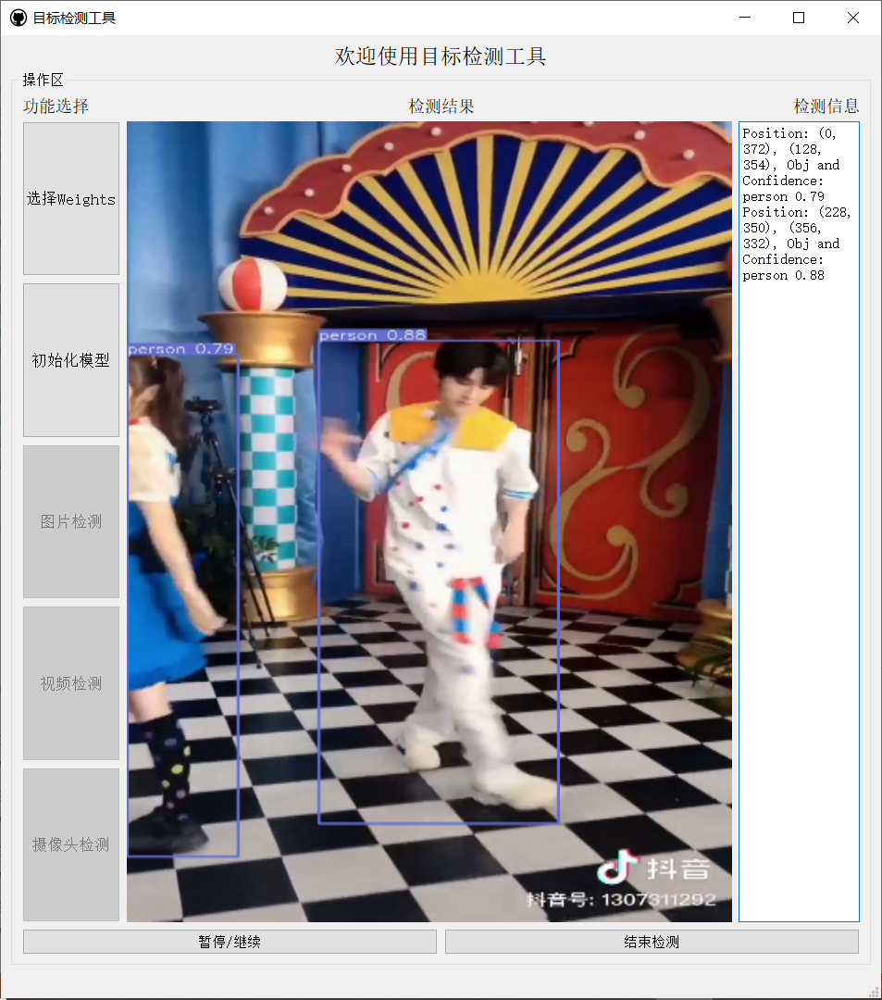 目标检测工具
欢迎使用目标检测工具
操作区
功能选择
检测结果
检测信息
选择Weights
初始化模型
图片检测
视频检测
摄像头检测
person 0.79
person 0.88
抖音
抖音号: 1307311292
Position: (0,
372), (128,
354), Obj and
Confidence:
person 0.79
Position: (228,
350), (356,
332), Obj and
Confidence:
person 0.88
暂停/继续
结束检测